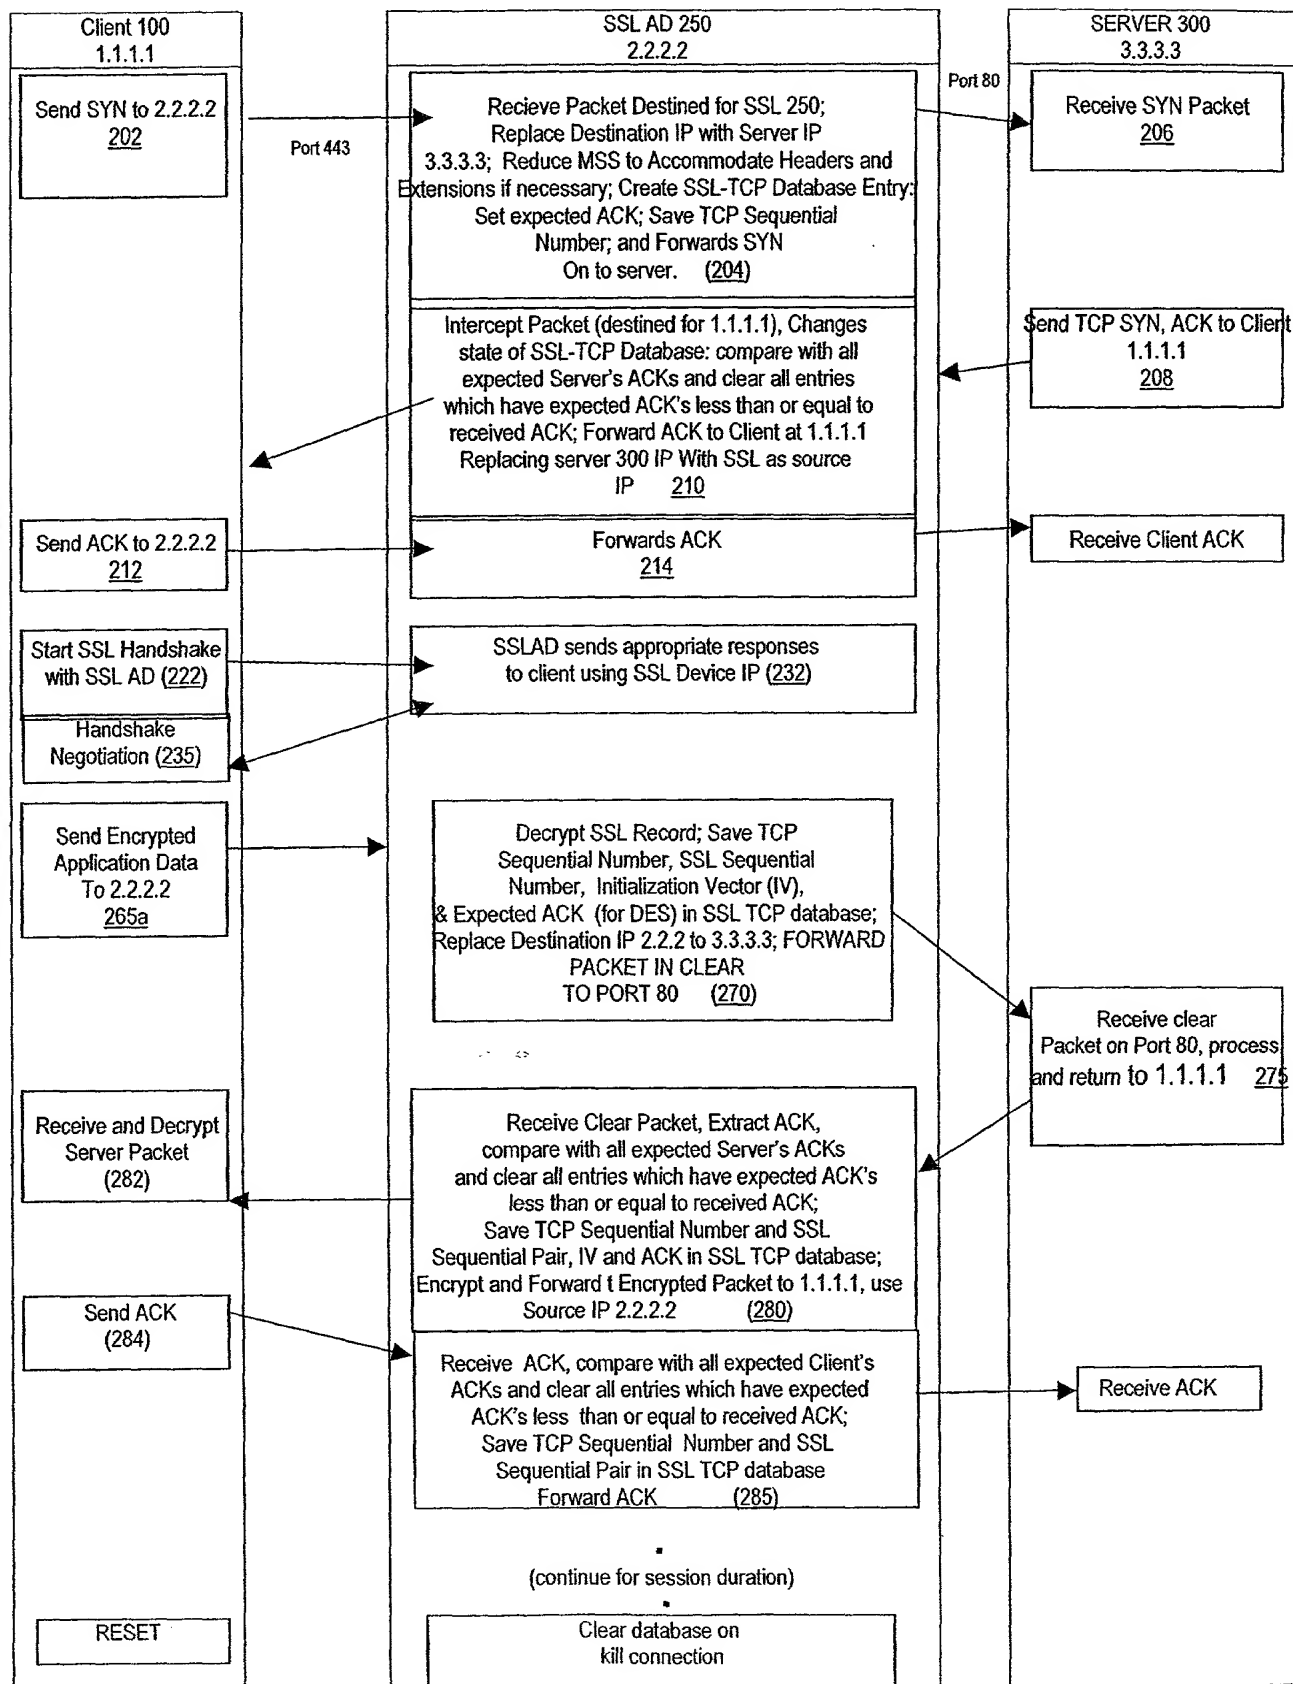 Client 100
1.1.1.1
SSL AD 250
2.2.2.2
SERVER 300
3.3.3.3
Send SYN to 2.2.2.2
202
Port 443
Recieve Packet Destined for SSL 250;
Replace Destination IP with Server IP
3.3.3.3; Reduce MSS to Accommodate Headers and
Extensions if necessary; Create SSL-TCP Database Entry:
Set expected ACK; Save TCP Sequential
Number; and Forwards SYN
On to server. (204)
Port 80
Receive SYN Packet
206
Intercept Packet (destined for 1.1.1.1), Changes
state of SSL-TCP Database: compare with all
expected Server's ACKs and clear all entries
which have expected ACK's less than or equal to
received ACK; Forward ACK to Client at 1.1.1.1
Replacing server 300 IP With SSL as source
IP 210
Send TCP SYN, ACK to Client
1.1.1.1
208
Send ACK to 2.2.2.2
212
Forwards ACK
214
Receive Client ACK
Start SSL Handshake
with SSL AD (222)
SSLAD sends appropriate responses
to client using SSL Device IP (232)
Handshake
Negotiation (235)
Send Encrypted
Application Data
To 2.2.2.2
265a
Decrypt SSL Record; Save TCP
Sequential Number, SSL Sequential
Number, Initialization Vector (IV),
& Expected ACK (for DES) in SSL TCP database;
Replace Destination IP 2.2.2 to 3.3.3.3; FORWARD
PACKET IN CLEAR
TO PORT 80 (270)
Receive clear
Packet on Port 80, process
and return to 1.1.1.1 275
Receive and Decrypt
Server Packet
(282)
Receive Clear Packet, Extract ACK,
compare with all expected Server's ACKs
and clear all entries which have expected ACK's
less than or equal to received ACK;
Save TCP Sequential Number and SSL
Sequential Pair, IV and ACK in SSL TCP database;
Encrypt and Forward t Encrypted Packet to 1.1.1.1, use
Source IP 2.2.2.2 (280)
Send ACK
(284)
Receive ACK, compare with all expected Client's
ACKs and clear all entries which have expected
ACK's less than or equal to received ACK;
Save TCP Sequential Number and SSL
Sequential Pair in SSL TCP database
Forward ACK (285)
Receive ACK
(continue for session duration)
RESET
Clear database on
kill connection